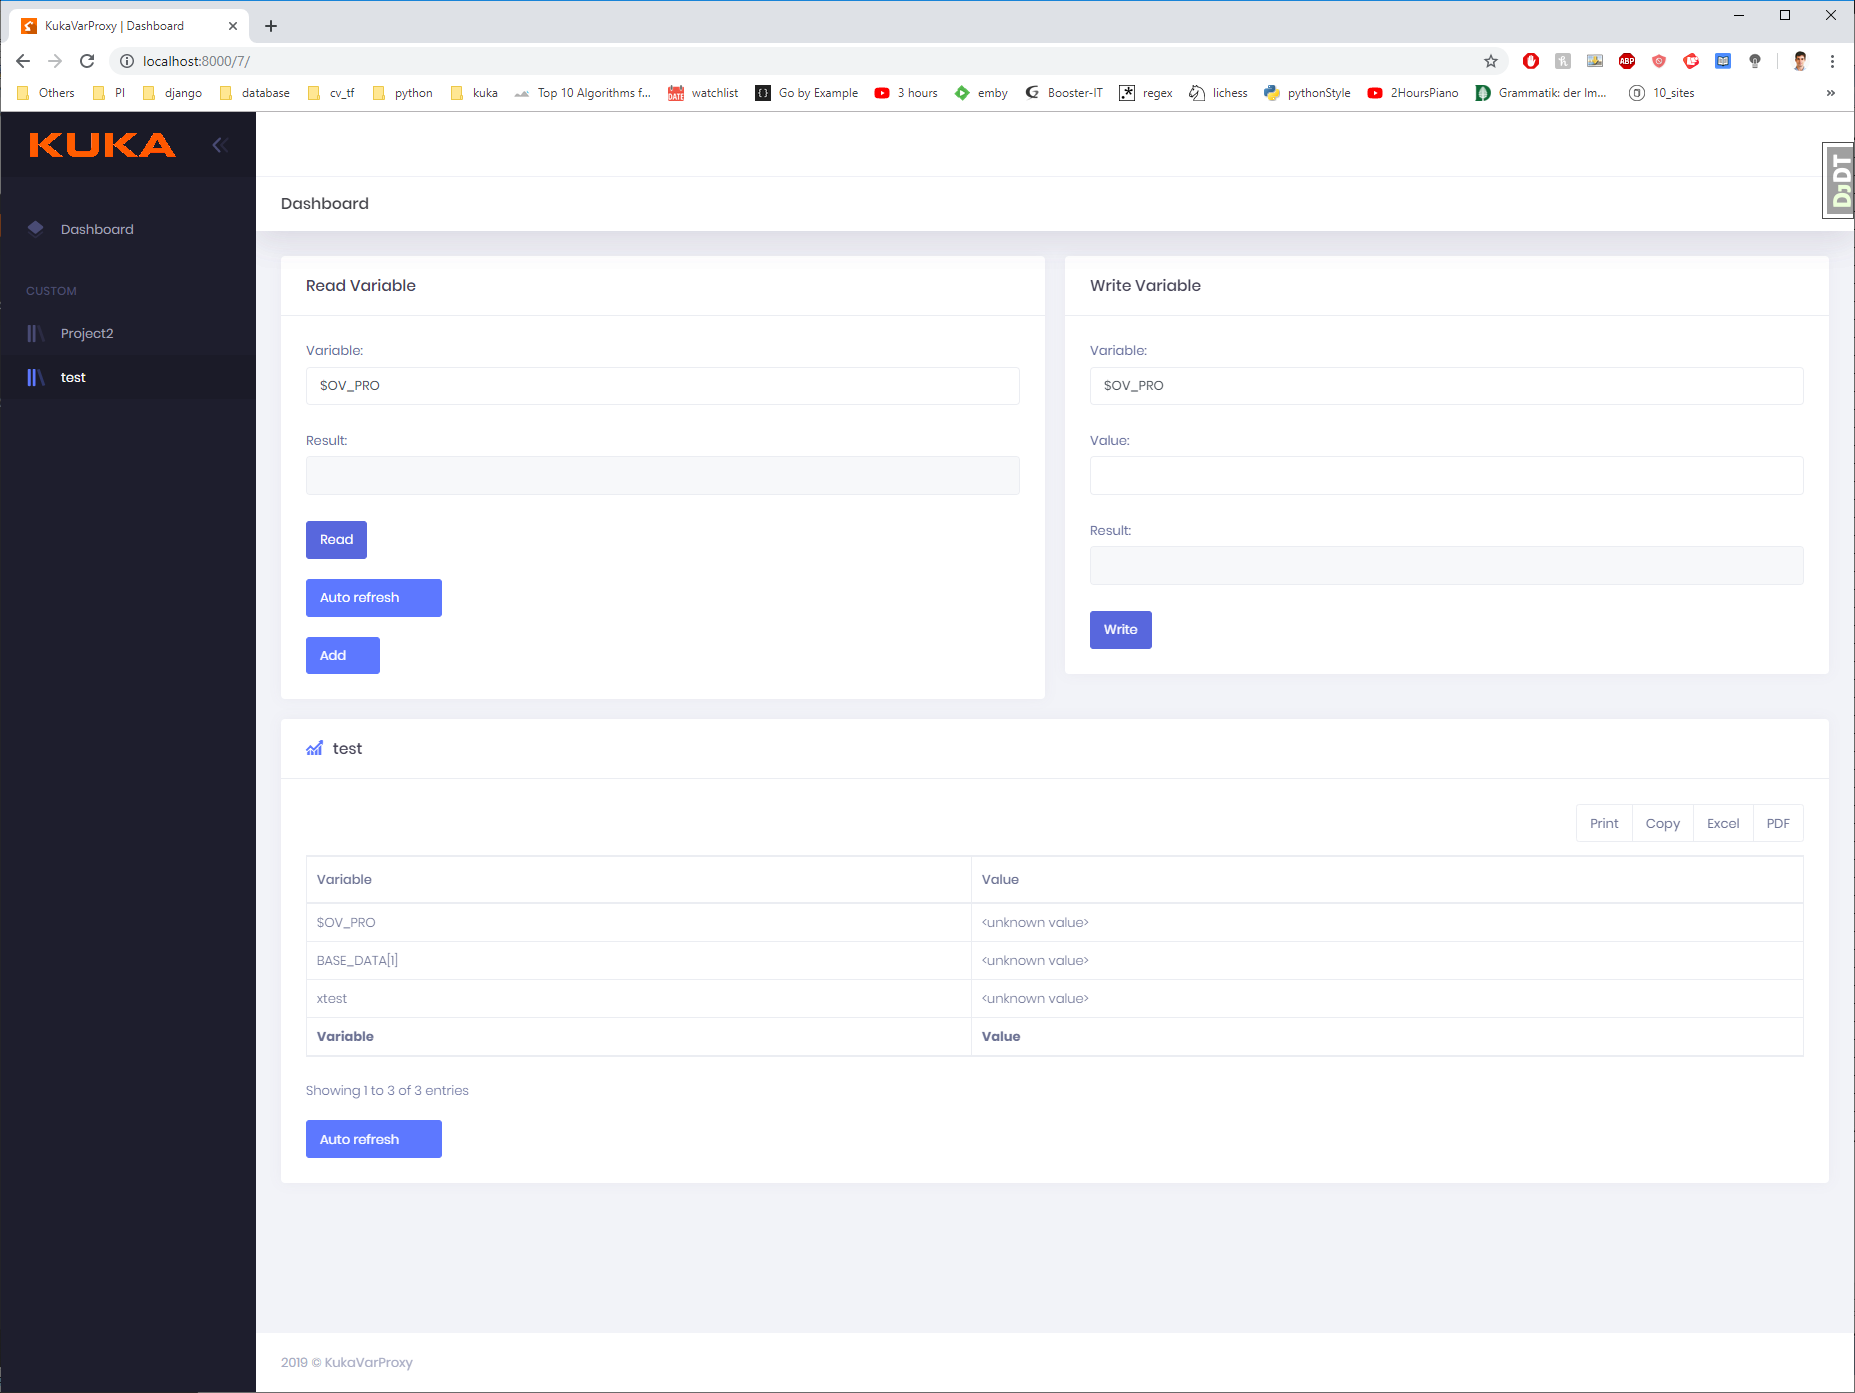 KukaVarProxy | Dashboard
localhost:8000/7/
Others PI django database cv_tf python kuka Top 10 Algorithms f... watchlist Go by Example 3 hours emby Booster-IT regex lichess pythonStyle 2HoursPiano Grammatik: der Im... 10_sites »
KUKA
DJDT
Dashboard
Dashboard
CUSTOM
Project2
test
Read Variable
Variable:
$OV_PRO
Result:
Read
Auto refresh
Add
Write Variable
Variable:
$OV_PRO
Value:
Result:
Write
test
Print Copy Excel PDF
Variable Value
$OV_PRO <unknown value>
BASE_DATA[1] <unknown value>
xtest <unknown value>
Variable Value
Showing 1 to 3 of 3 entries
Auto refresh
2019 © KukaVarProxy